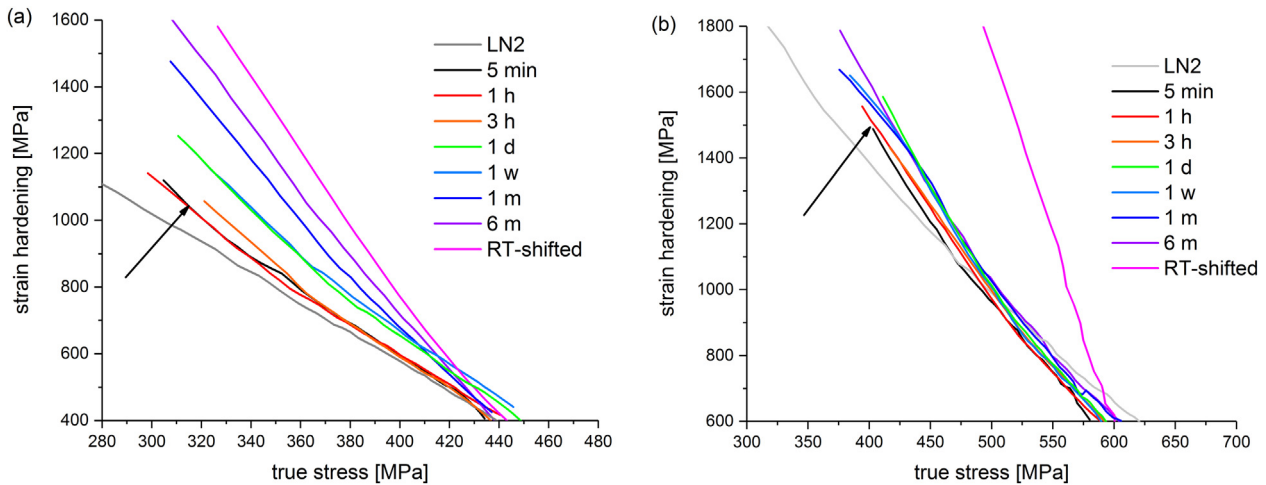 (a)
1600
1400
1200
1000
800
600
400
280 300 320 340 360 380 400 420 440 460 480
strain hardening [MPa]
true stress [MPa]
LN2
5 min
1 h
3 h
1 d
1 w
1 m
6 m
RT-shifted
(b)
1800
1600
1400
1200
1000
800
600
300 350 400 450 500 550 600 650 700
strain hardening [MPa]
true stress [MPa]
LN2
5 min
1 h
3 h
1 d
1 w
1 m
6 m
RT-shifted